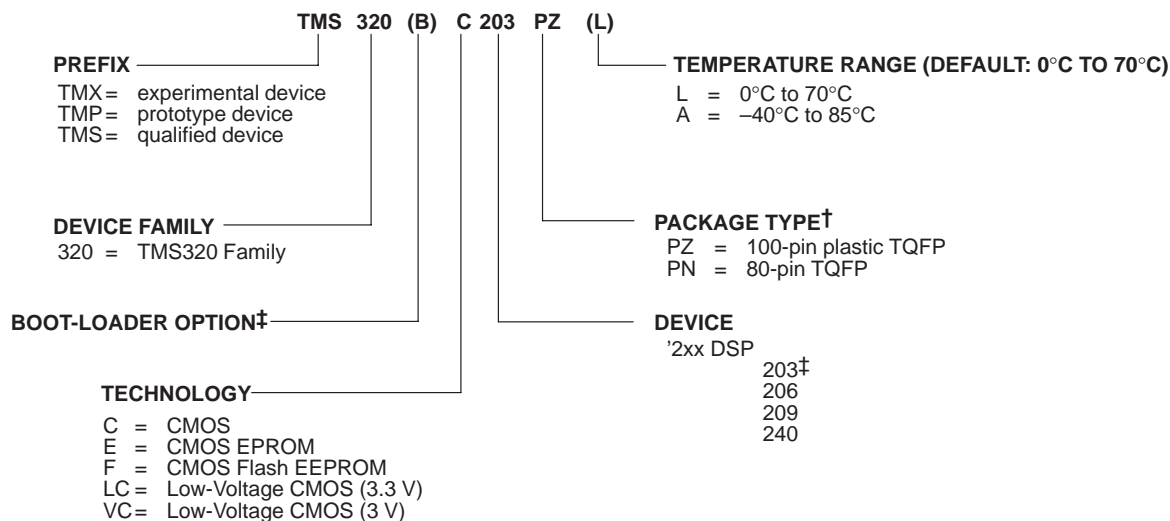 TMS 320 (B) C 203 PZ (L)
PREFIX
TMX = experimental device
TMP = prototype device
TMS = qualified device
TEMPERATURE RANGE (DEFAULT: 0°C TO 70°C)
L = 0°C to 70°C
A = –40°C to 85°C
DEVICE FAMILY
320 = TMS320 Family
PACKAGE TYPE†
PZ = 100-pin plastic TQFP
PN = 80-pin TQFP
BOOT-LOADER OPTION‡
DEVICE
’2xx DSP
203‡
206
209
240
TECHNOLOGY
C = CMOS
E = CMOS EPROM
F = CMOS Flash EEPROM
LC = Low-Voltage CMOS (3.3 V)
VC = Low-Voltage CMOS (3 V)